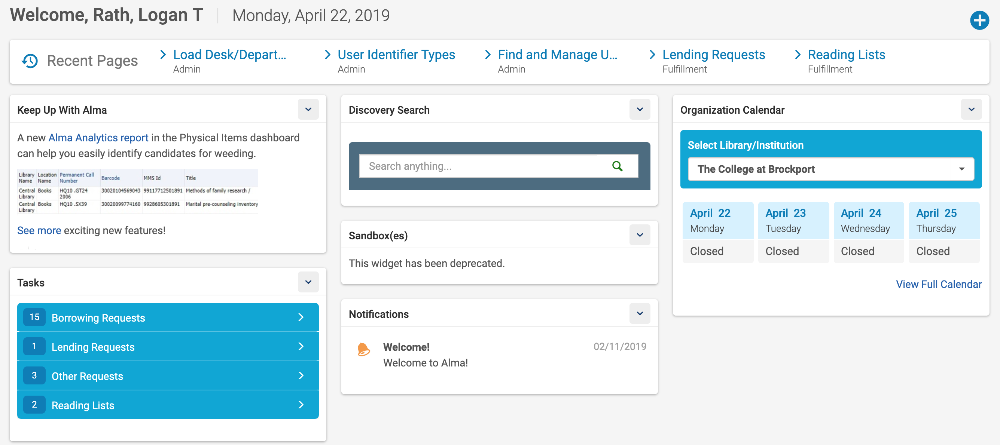 Welcome, Rath, Logan T
Monday, April 22, 2019
Recent Pages
Load Desk/Depart...
Admin
User Identifier Types
Admin
Find and Manage U...
Admin
Lending Requests
Fulfillment
Reading Lists
Fulfillment
Keep Up With Alma
A new Alma Analytics report in the Physical Items dashboard
can help you easily identify candidates for weeding.
Library Name Location Name Permanent Call Number Barcode MMS Id Title
Central Library Books HQ10 .GT24 2006 30020104569043 99117712501891 Methods of family research /
Central Library Books HQ10 .SX39 30020099774160 9928605301891 Marital pre-counseling inventory
See more exciting new features!
Tasks
15 Borrowing Requests
1 Lending Requests
3 Other Requests
2 Reading Lists
Discovery Search
Search anything...
Sandbox(es)
This widget has been deprecated.
Notifications
Welcome! 02/11/2019
Welcome to Alma!
Organization Calendar
Select Library/Institution
The College at Brockport
April 22
Monday
Closed
April 23
Tuesday
Closed
April 24
Wednesday
Closed
April 25
Thursday
Closed
View Full Calendar